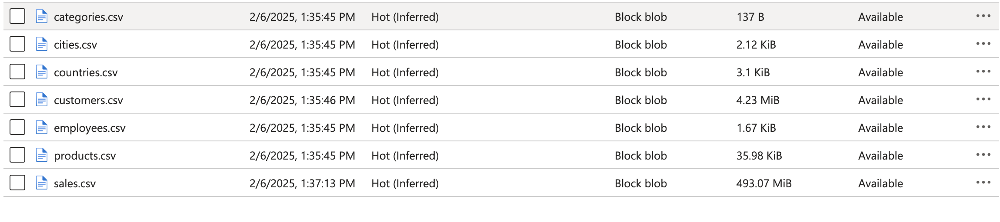 categories.csv 2/6/2025, 1:35:45 PM Hot (Inferred) Block blob 137 B Available
cities.csv 2/6/2025, 1:35:45 PM Hot (Inferred) Block blob 2.12 KiB Available
countries.csv 2/6/2025, 1:35:45 PM Hot (Inferred) Block blob 3.1 KiB Available
customers.csv 2/6/2025, 1:35:46 PM Hot (Inferred) Block blob 4.23 MiB Available
employees.csv 2/6/2025, 1:35:45 PM Hot (Inferred) Block blob 1.67 KiB Available
products.csv 2/6/2025, 1:35:45 PM Hot (Inferred) Block blob 35.98 KiB Available
sales.csv 2/6/2025, 1:37:13 PM Hot (Inferred) Block blob 493.07 MiB Available